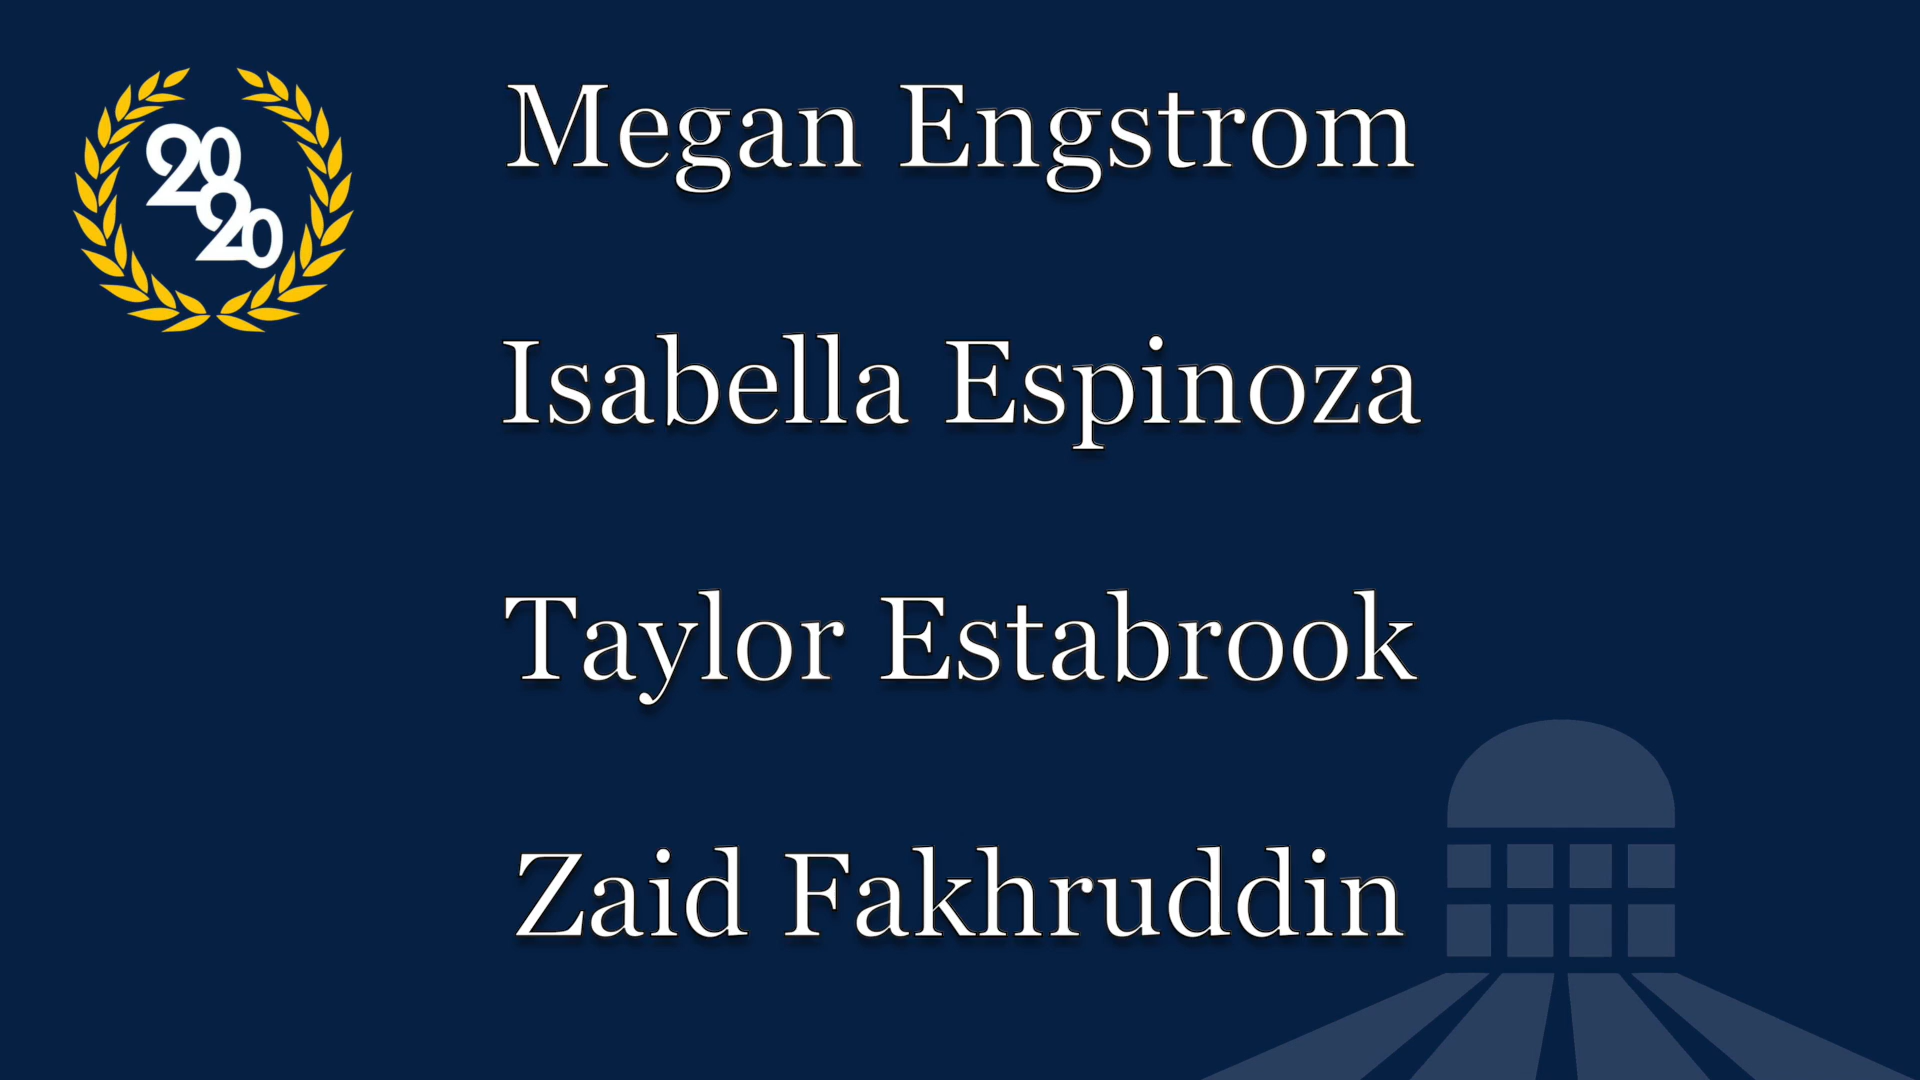 2020
Megan Engstrom
Isabella Espinoza
Taylor Estabrook
Zaid Fakhruddin